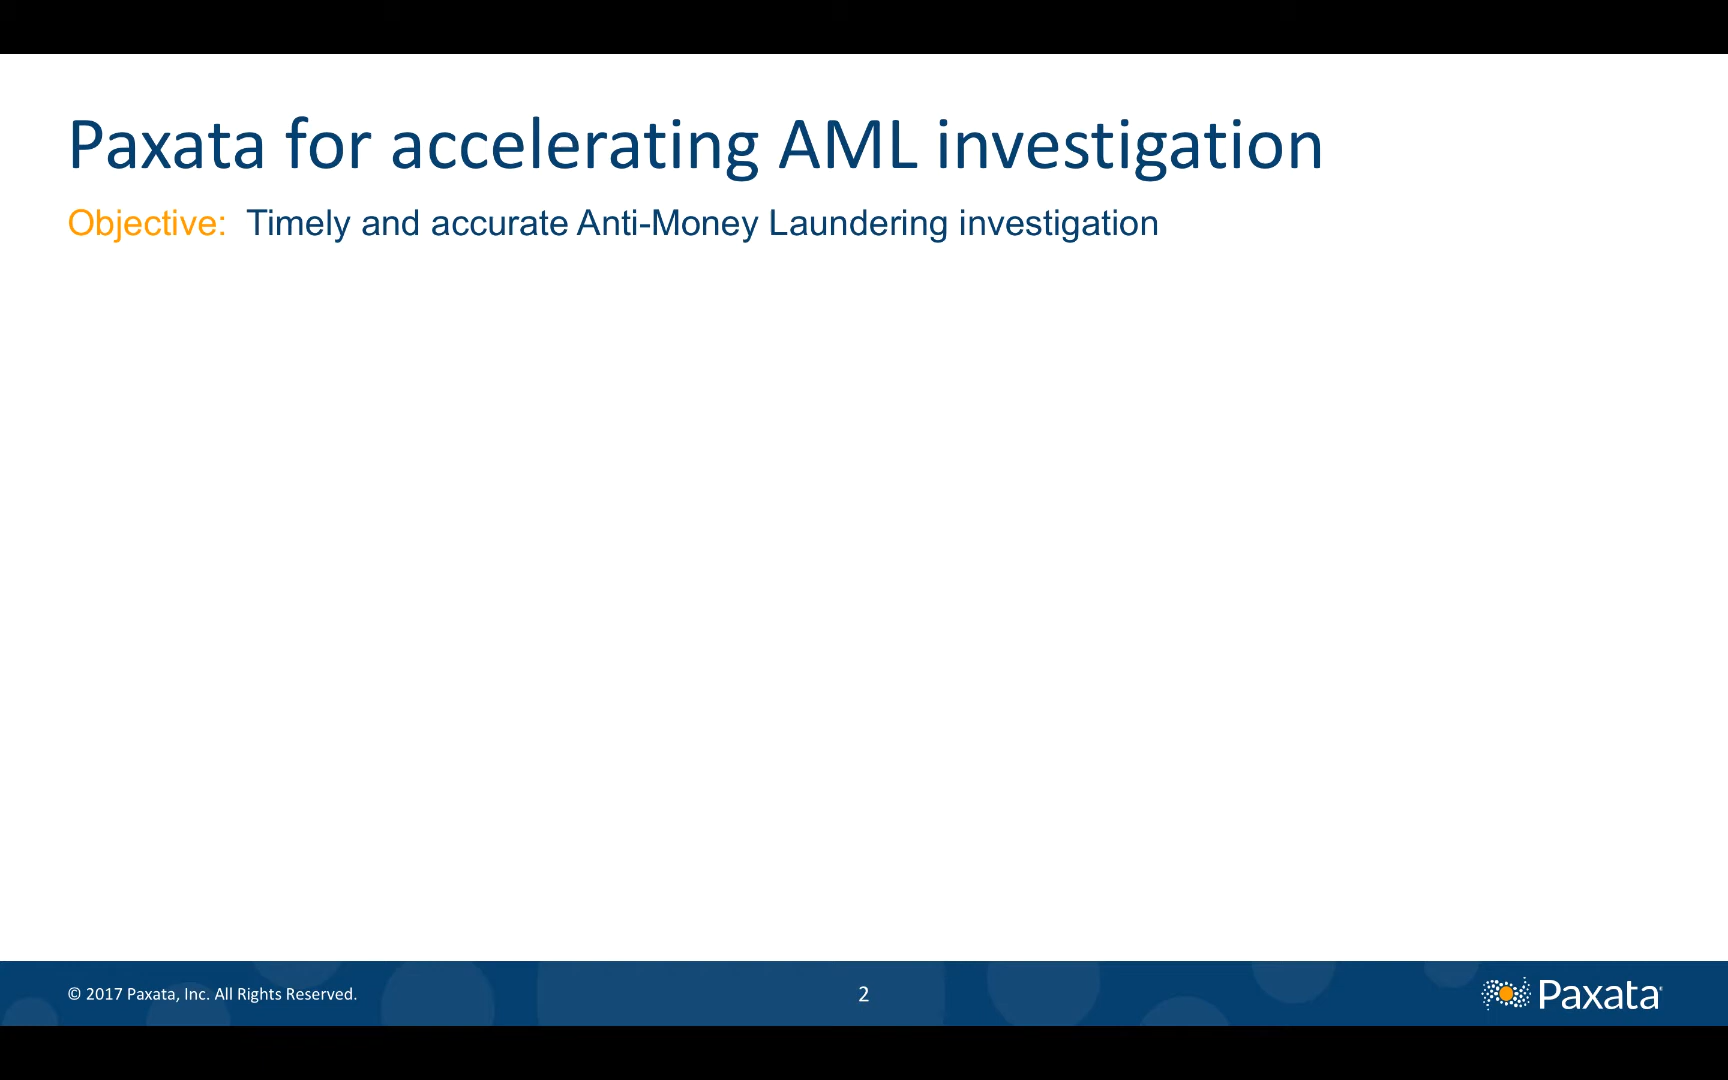 Paxata for accelerating AML investigation
Objective: Timely and accurate Anti-Money Laundering investigation
© 2017 Paxata, Inc. All Rights Reserved.
2
Paxata